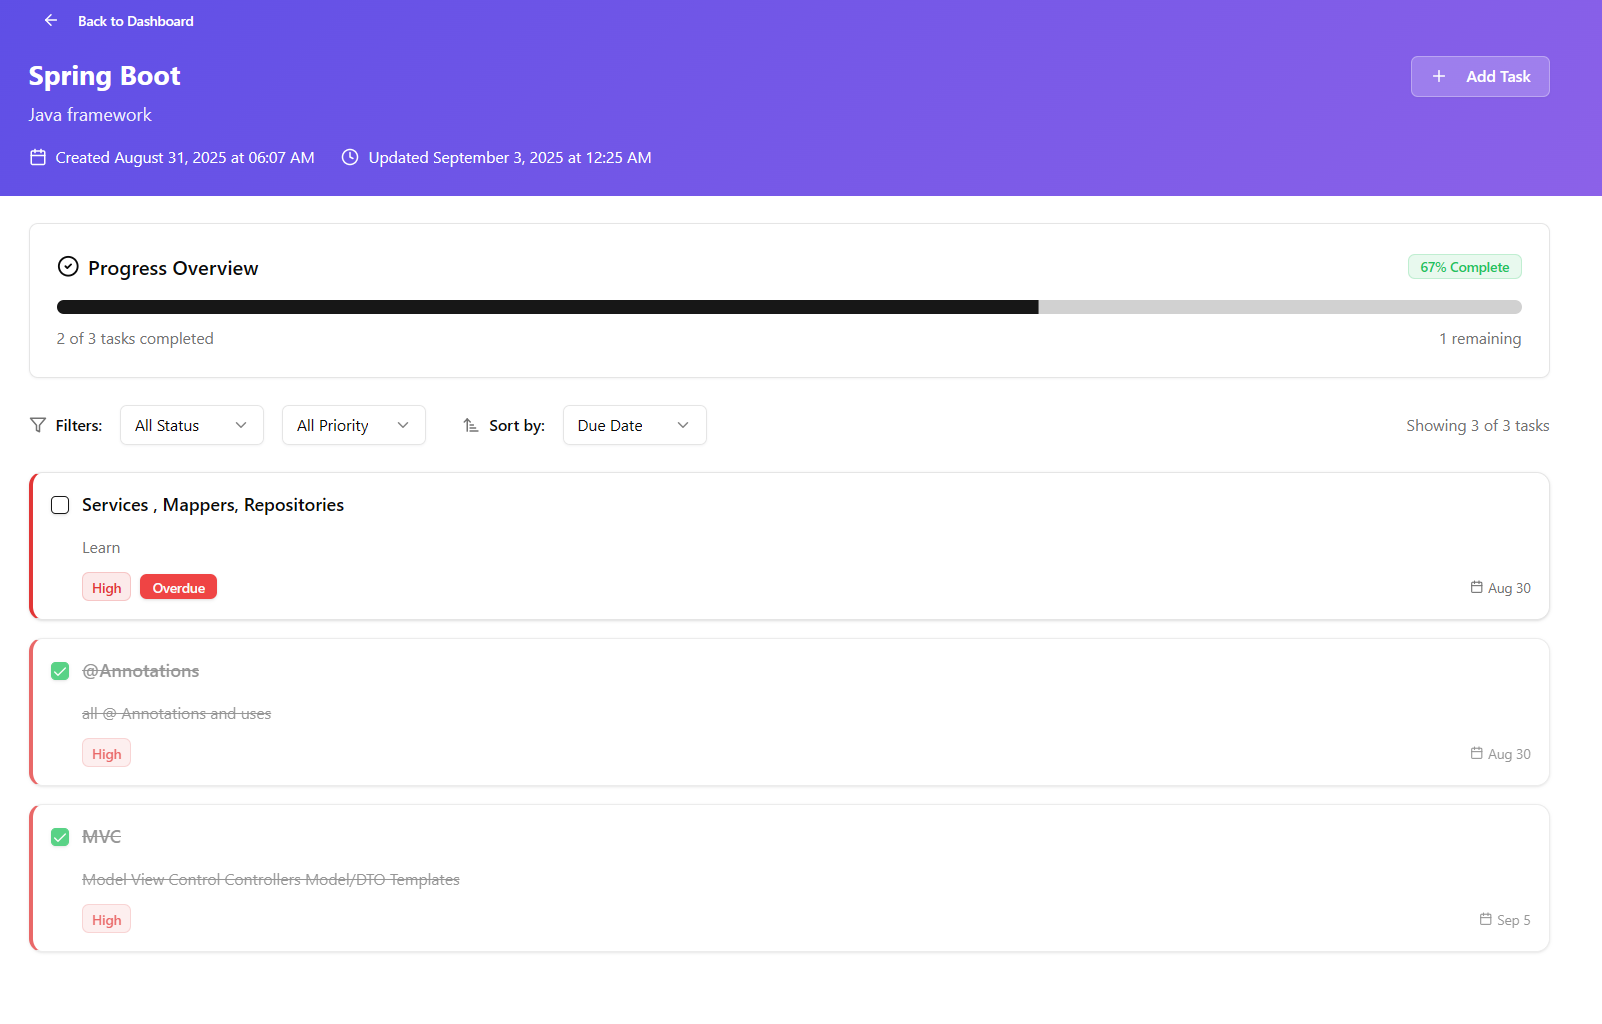 Back to Dashboard
Spring Boot
Add Task
Java framework
Created August 31, 2025 at 06:07 AM Updated September 3, 2025 at 12:25 AM
Progress Overview
67% Complete
2 of 3 tasks completed
1 remaining
Filters: All Status All Priority Sort by: Due Date Showing 3 of 3 tasks
Services , Mappers, Repositories
Learn
High Overdue Aug 30
@Annotations
all @ Annotations and uses
High Aug 30
MVC
Model View Control Controllers Model/DTO Templates
High Sep 5